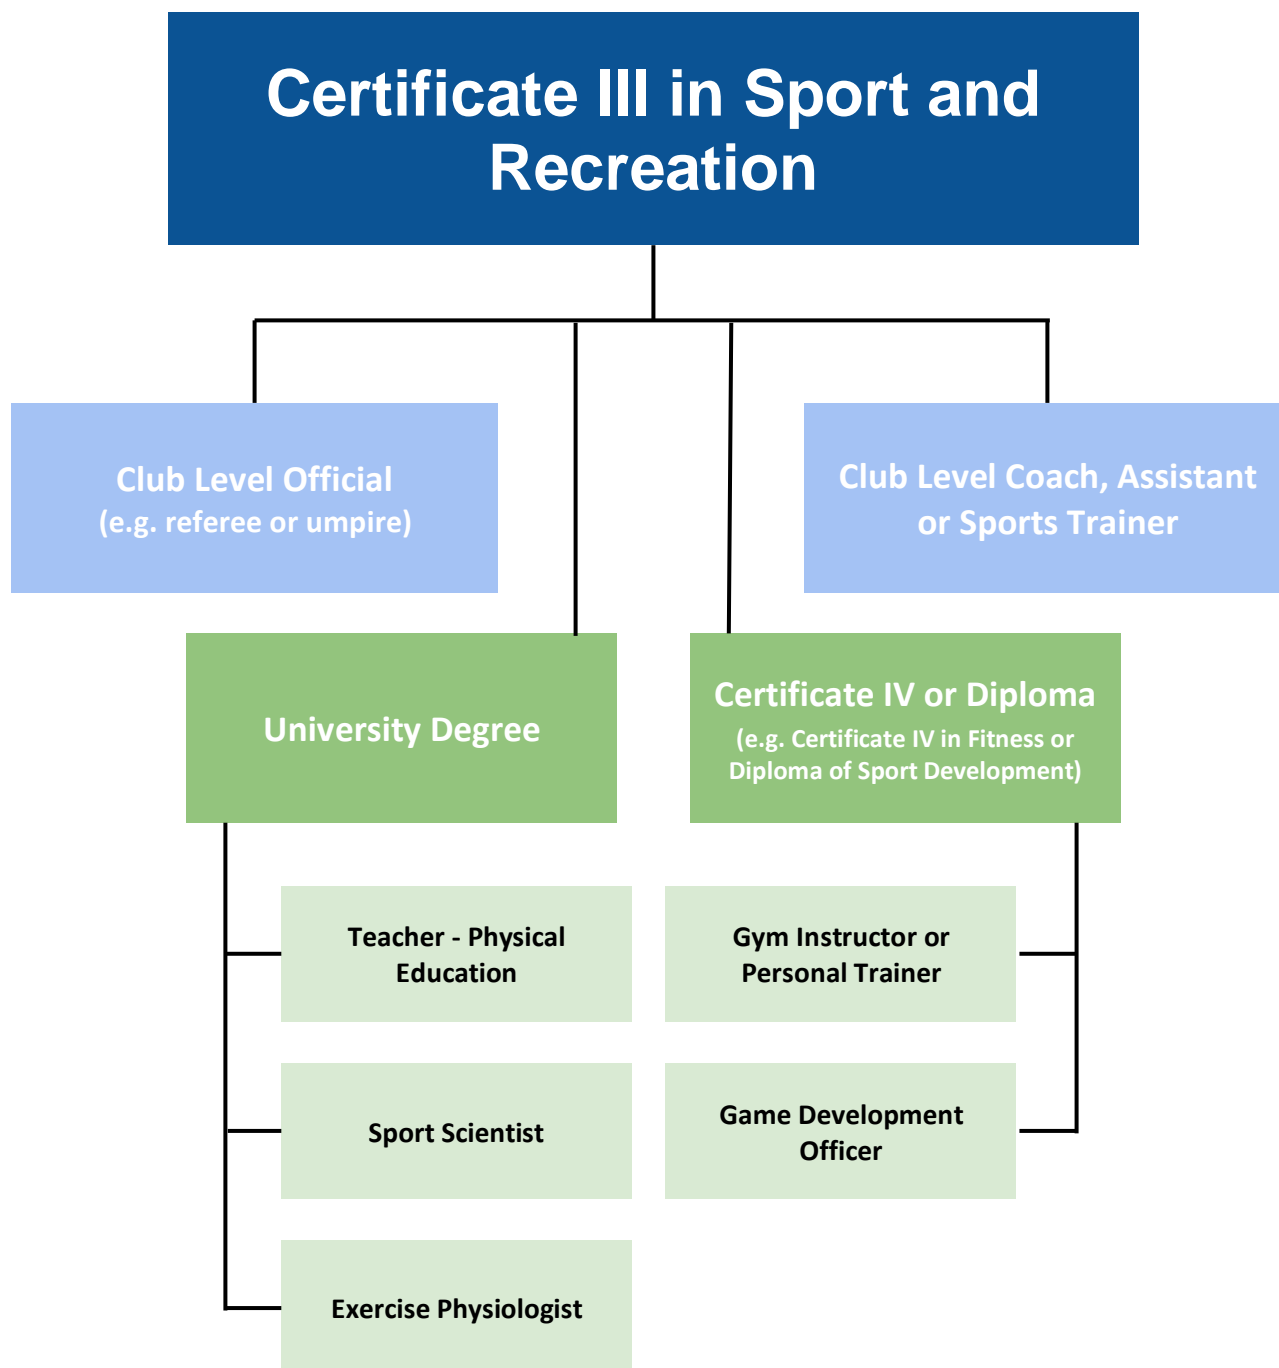 Certificate III in Sport and
Recreation
Club Level Official
(e.g. referee or umpire)
Club Level Coach, Assistant
or Sports Trainer
University Degree
Certificate IV or Diploma
(e.g. Certificate IV in Fitness or
Diploma of Sport Development)
Teacher - Physical
Education
Gym Instructor or
Personal Trainer
Sport Scientist
Game Development
Officer
Exercise Physiologist